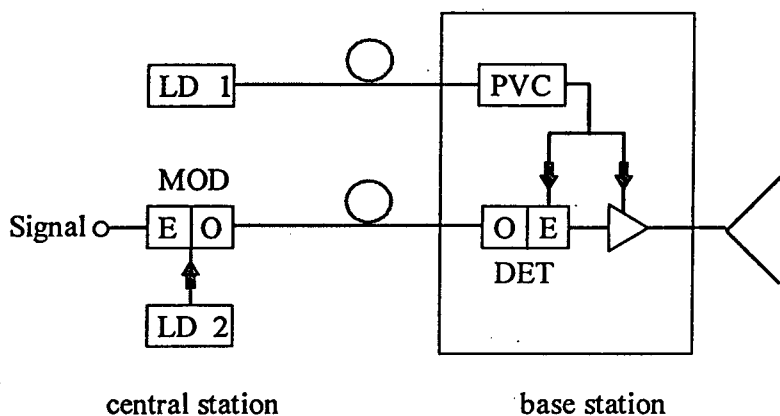 LD 1
PVC
MOD
Signal
E O
O E
DET
LD 2
central station
base station